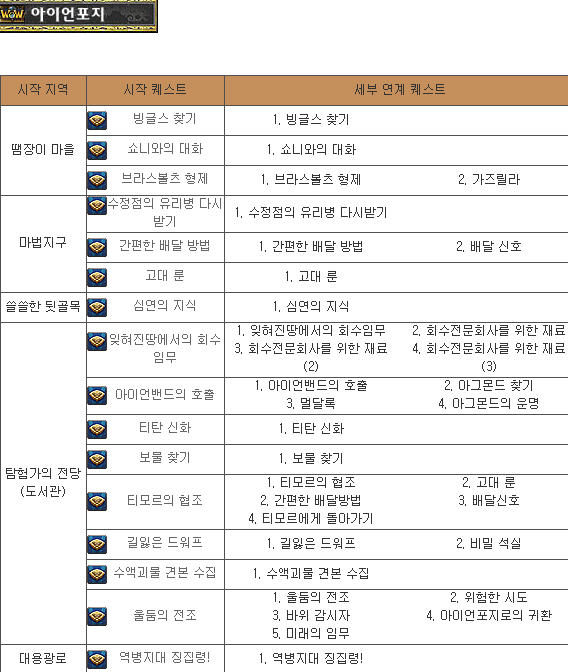 WOW 아이언포지
시작 지역 시작 퀘스트 세부 연계 퀘스트
땜장이 마을
빙글스 찾기 1. 빙글스 찾기
쇼니와의 대화 1. 쇼니와의 대화
브라스볼츠 형제 1. 브라스볼츠 형제 2. 가즈릴라
마법지구
수정점의 유리병 다시
받기
1. 수정점의 유리병 다시받기
간편한 배달 방법 1. 간편한 배달 방법 2. 배달 신호
고대 룬 1. 고대 룬
쓸쓸한 뒷골목 심연의 지식 1. 심연의 지식
탐험가의 전당
(도서관)
잊혀진땅에서의 회수
임무
1. 잊혀진땅에서의 회수임무 2. 회수전문회사를 위한 재료
3. 회수전문회사를 위한 재료 4. 회수전문회사를 위한 재료
(2) (3)
아이언밴드의 호출
1. 아이언밴드의 호출 2. 아그몬드 찾기
3. 멀달록 4. 아그몬드의 운명
티탄 신화 1. 티탄 신화
보물 찾기 1. 보물 찾기
티모르의 협조
1. 티모르의 협조 2. 고대 룬
2. 간편한 배달방법 3. 배달신호
4. 티모르에게 돌아가기
길잃은 드워프 1. 길잃은 드워프 2. 비밀 석실
수액괴물 견본 수집 1. 수액괴물 견본 수집
울둠의 전조
1. 울둠의 전조 2. 위험한 시도
3. 바위 감시자 4. 아이언포지로의 귀환
5. 미래의 임무
대용광로 역병지대 징집령! 1. 역병지대 징집령!